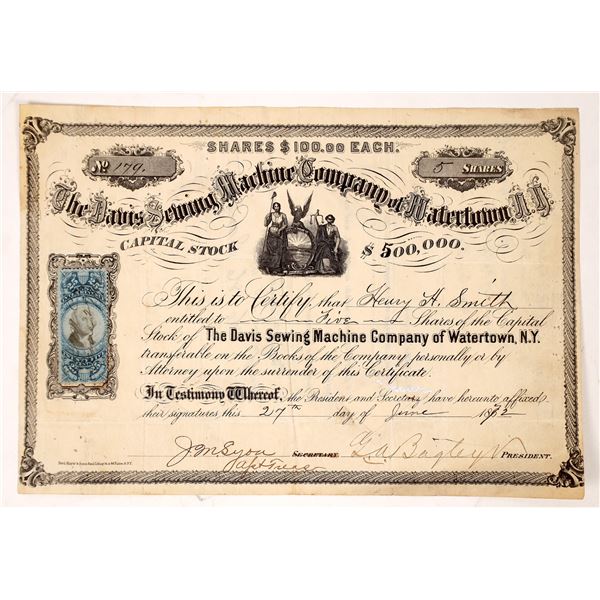 SHARES $100.00 EACH.
No 179.
5 SHARES
The Davis Sewing Machine Company of Watertown N.Y.
CAPITAL STOCK $500,000.
This is to Certify, that Henry H. Smith
entitled to Five Shares of the Capital
Stock of The Davis Sewing Machine Company of Watertown, N.Y.
transferable on the Books of the Company personally or by
Attorney upon the surrender of this Certificate.
In Testimony Whereof, the President and Secretary have hereunto affixed
their signatures, this 27th day of June 1872
SECRETARY
G A Bagley V PRESIDENT.